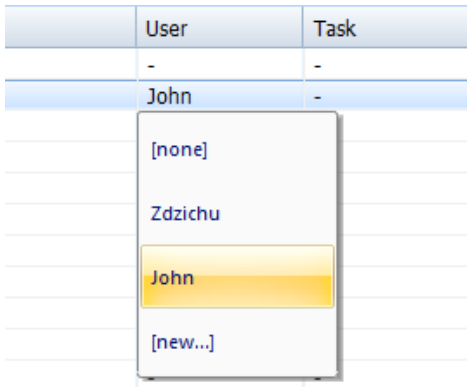 User Task
- -
John -
[none]
Zdzichu
John
[new...]
- -